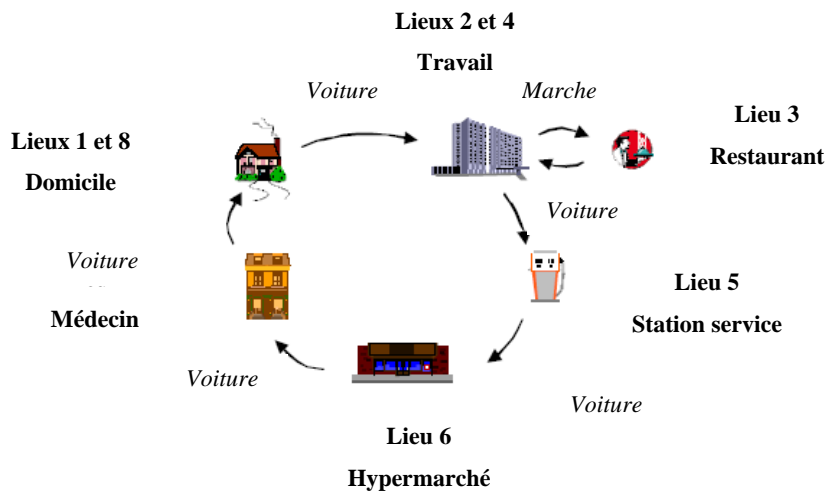 Lieux 2 et 4
Travail
Voiture
Marche
Lieux 1 et 8
Domicile
Lieu 3
Restaurant
Voiture
Voiture
Médecin
Lieu 5
Station service
Voiture
Voiture
Lieu 6
Hypermarché